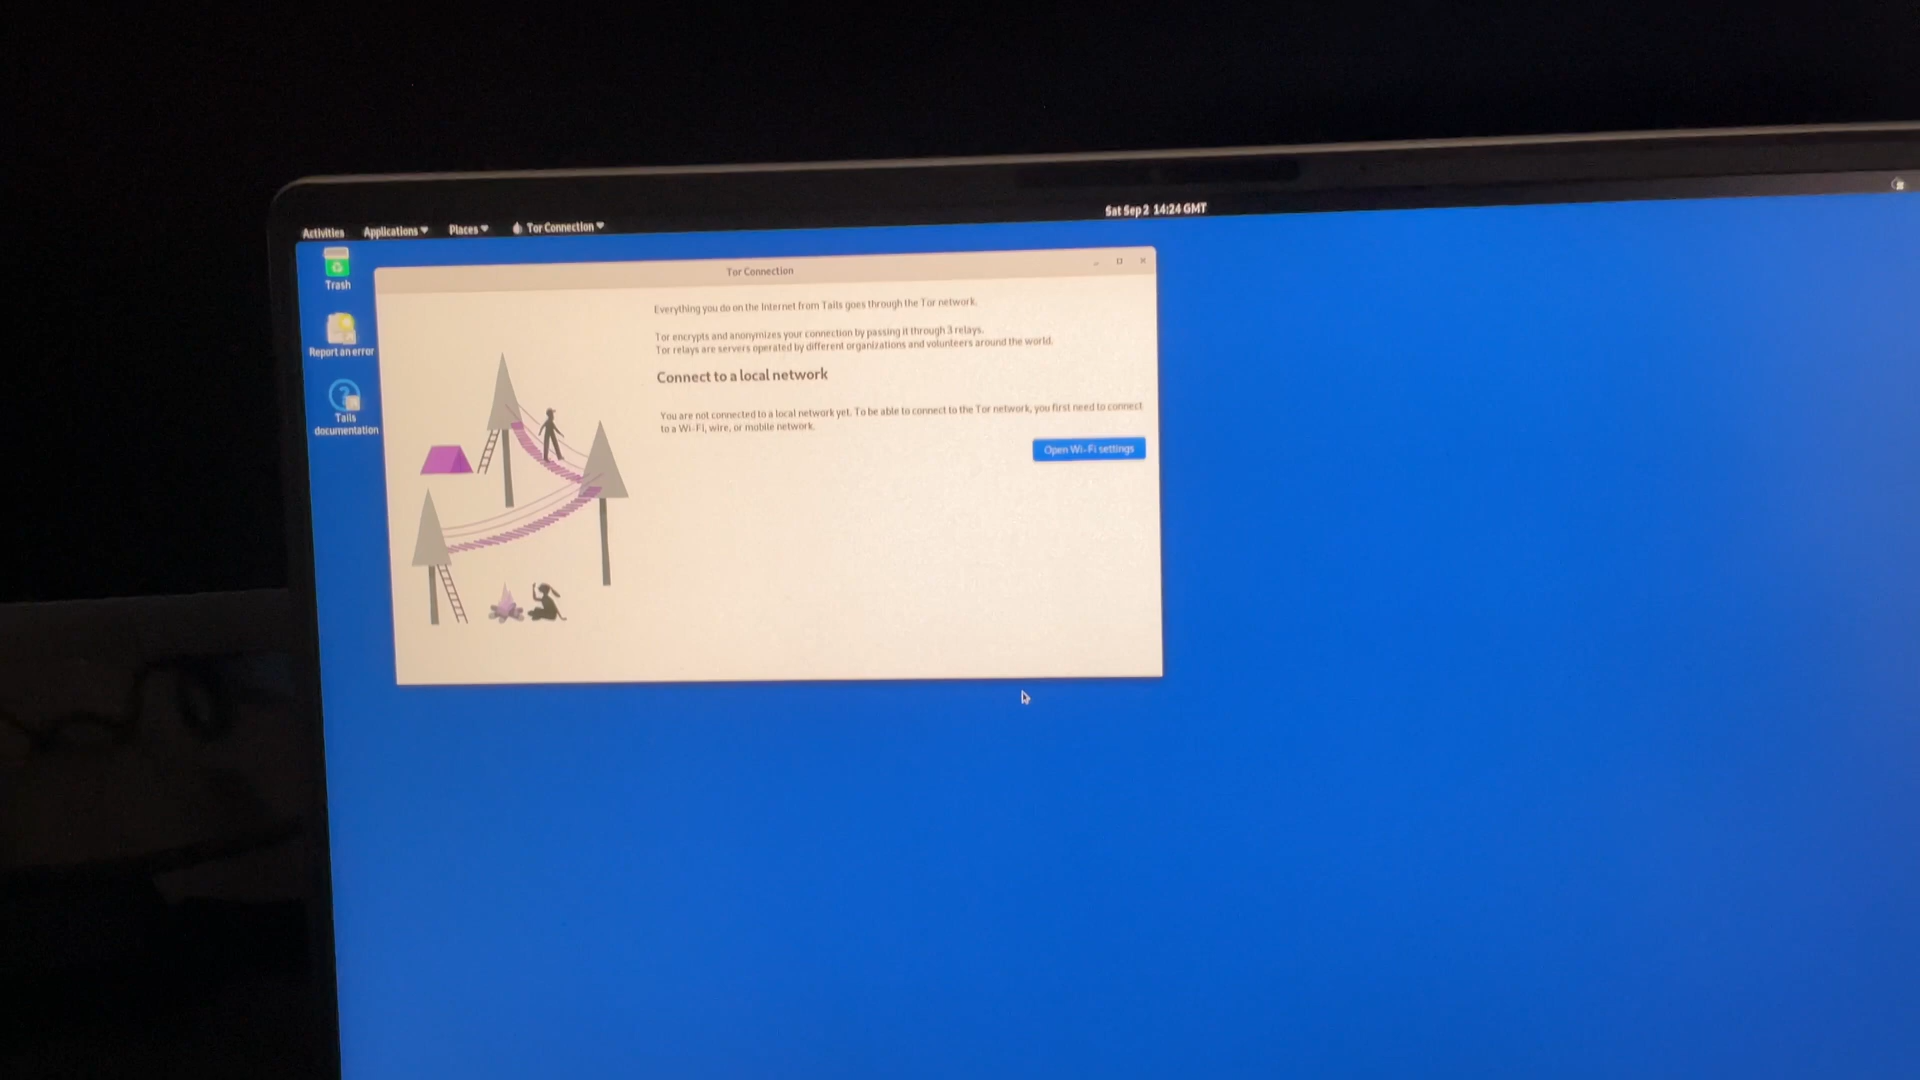 Activities Applications Places Tor Connection Sat Sep 2 14:24 GMT
Trash
Report an error
Tails
documentation
Tor Connection
Everything you do on the Internet from Tails goes through the Tor network.
Tor encrypts and anonymizes your connection by passing it through 3 relays.
Tor relays are servers operated by different organizations and volunteers around the world.
Connect to a local network
You are not connected to a local network yet. To be able to connect to the Tor network, you first need to connect
to a Wi-Fi, wire, or mobile network.
Open Wi-Fi settings